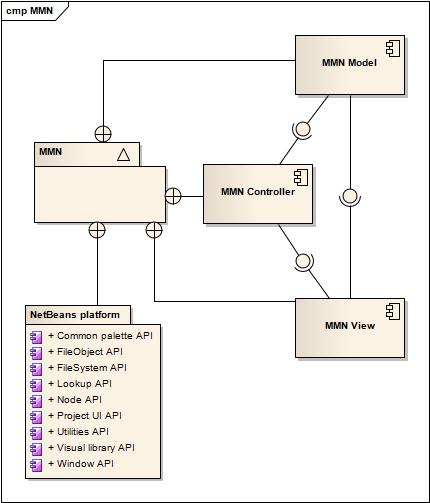 cmp MMN
MMN Model
MMN
MMN Controller
MMN View
NetBeans platform
+ Common palette API
+ FileObject API
+ FileSystem API
+ Lookup API
+ Node API
+ Project UI API
+ Utilities API
+ Visual library API
+ Window API